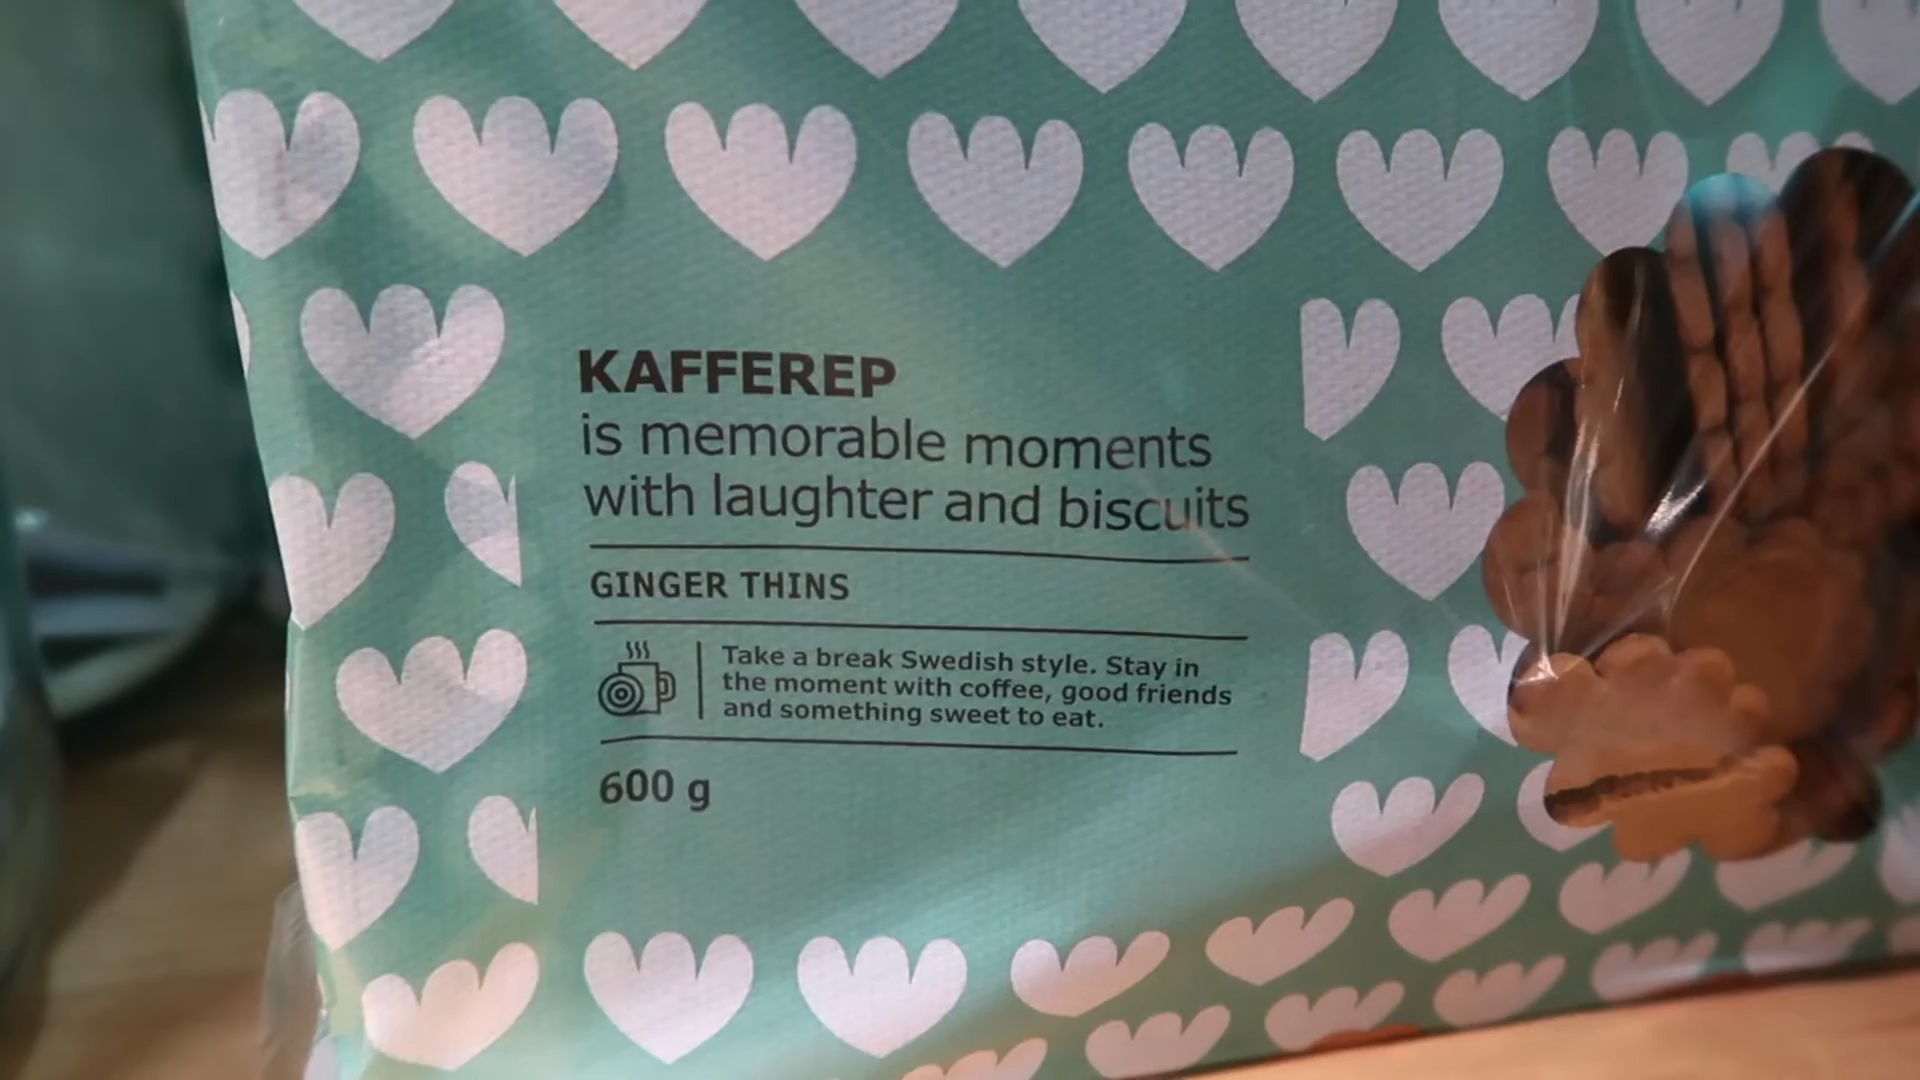 KAFFEREP
is memorable moments
with laughter and biscuits
GINGER THINS
Take a break Swedish style. Stay in
the moment with coffee, good friends
and something sweet to eat.
600 g